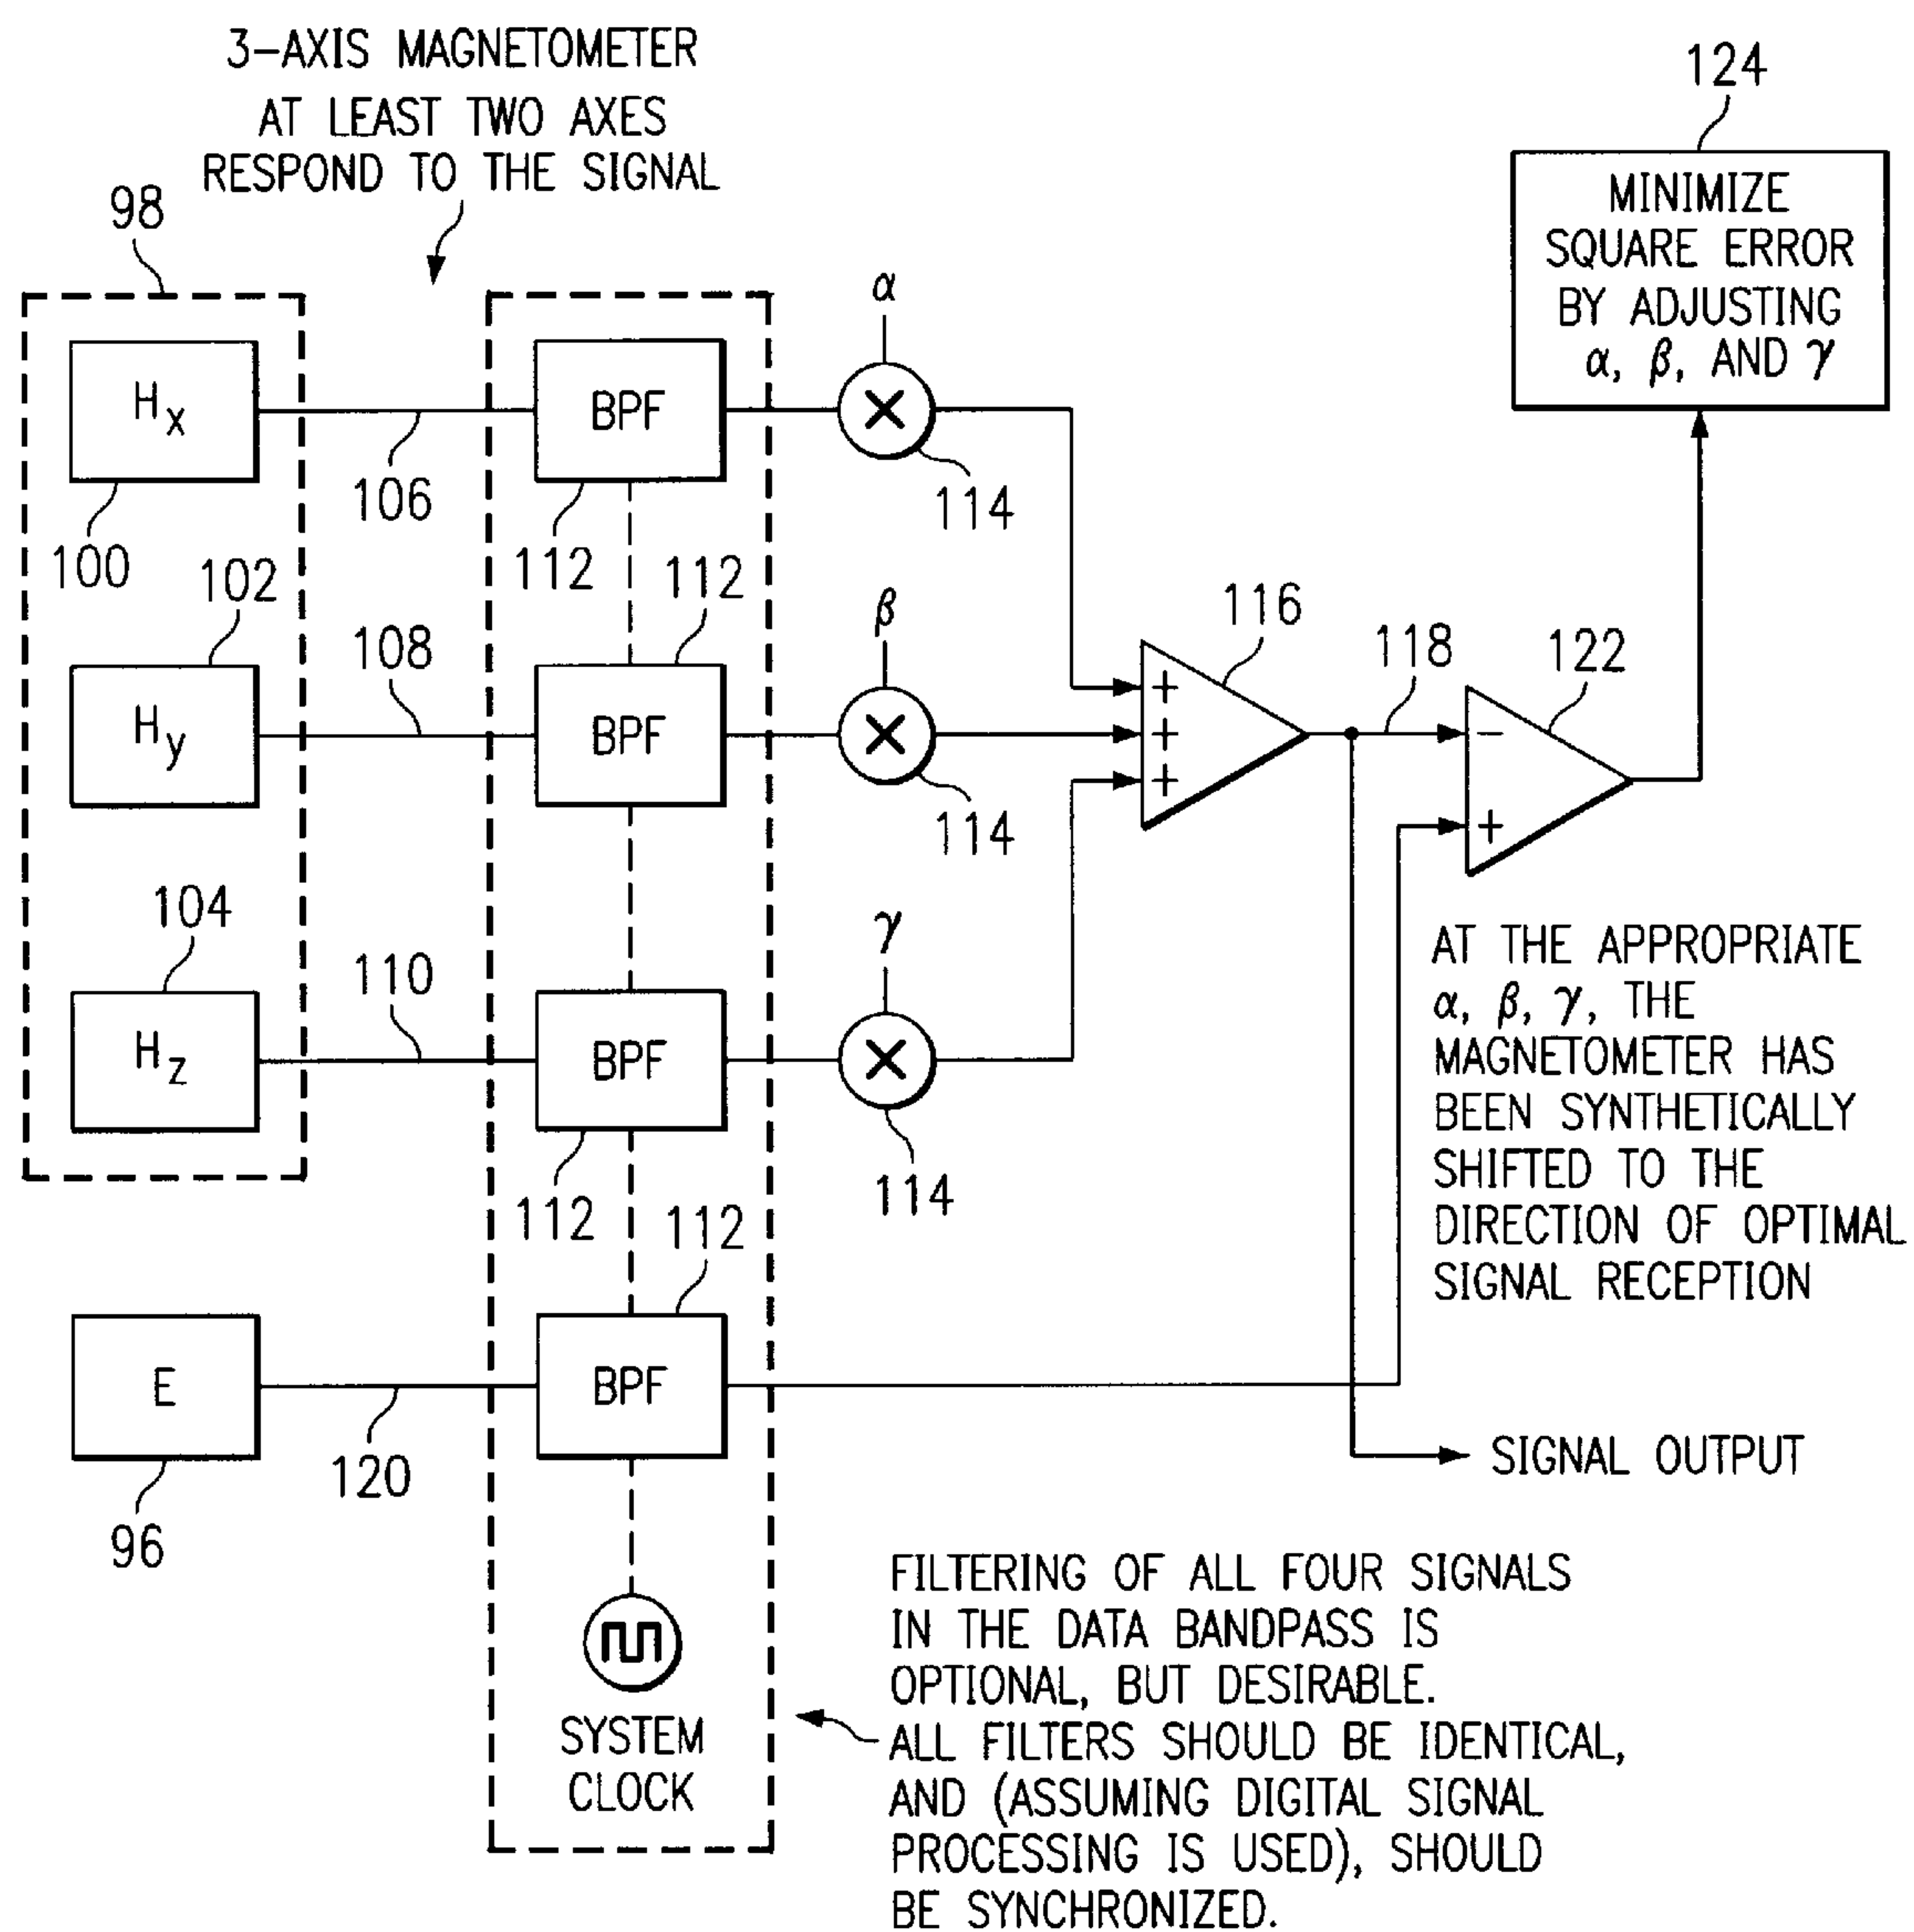 3-AXIS MAGNETOMETER
AT LEAST TWO AXES
RESPOND TO THE SIGNAL
98
124
MINIMIZE
SQUARE ERROR
BY ADJUSTING
α, β, AND γ
Hx
100
106
BPF
112
α
114
102
Hy
108
112
BPF
β
114
116
118
122
+
+
+
-
+
104
Hz
110
BPF
112
γ
114
AT THE APPROPRIATE
α, β, γ, THE
MAGNETOMETER HAS
BEEN SYNTHETICALLY
SHIFTED TO THE
DIRECTION OF OPTIMAL
SIGNAL RECEPTION
E
96
120
112
BPF
SIGNAL OUTPUT
SYSTEM
CLOCK
FILTERING OF ALL FOUR SIGNALS
IN THE DATA BANDPASS IS
OPTIONAL, BUT DESIRABLE.
ALL FILTERS SHOULD BE IDENTICAL,
AND (ASSUMING DIGITAL SIGNAL
PROCESSING IS USED), SHOULD
BE SYNCHRONIZED.